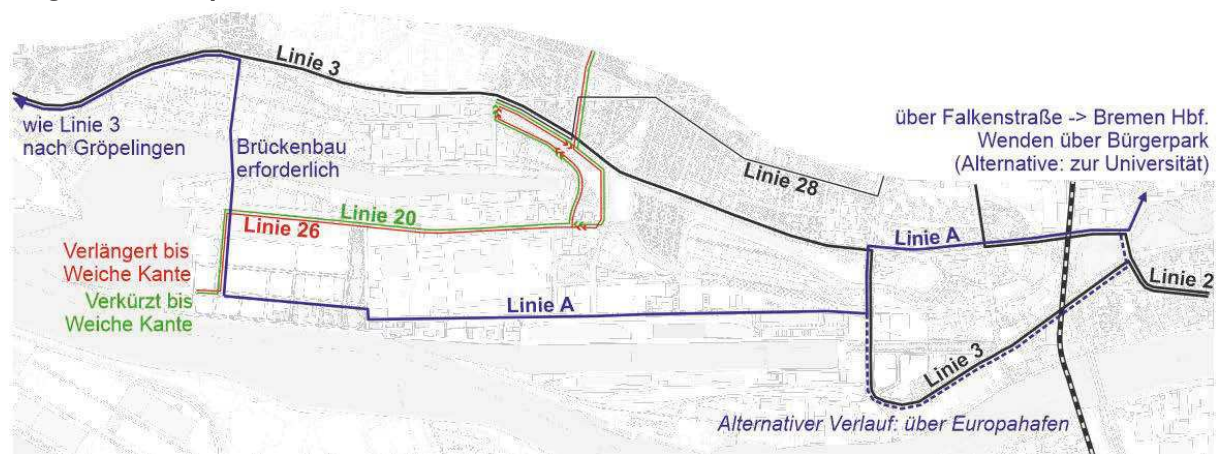 Linie 3
wie Linie 3
nach Gröpelingen
Brückenbau
erforderlich
über Falkenstraße -> Bremen Hbf.
Wenden über Bürgerpark
(Alternative: zur Universität)
Linie 28
Linie 20
Linie 26
Linie A
Verlängert bis
Weiche Kante
Verkürzt bis
Weiche Kante
Linie A
Linie 2
Linie 3
Alternativer Verlauf: über Europahafen